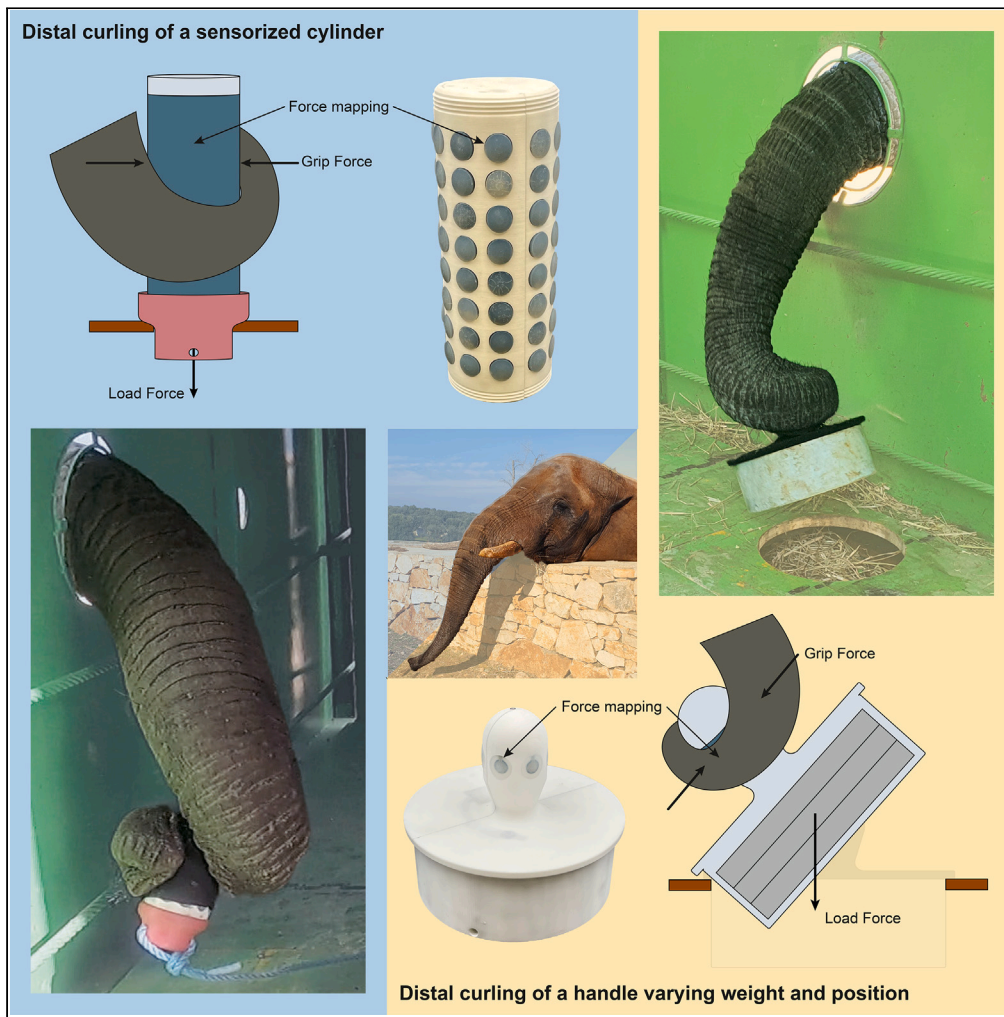 Distal curling of a sensorized cylinder
Force mapping
Grip Force
Load Force
Grip Force
Force mapping
Load Force
Distal curling of a handle varying weight and position